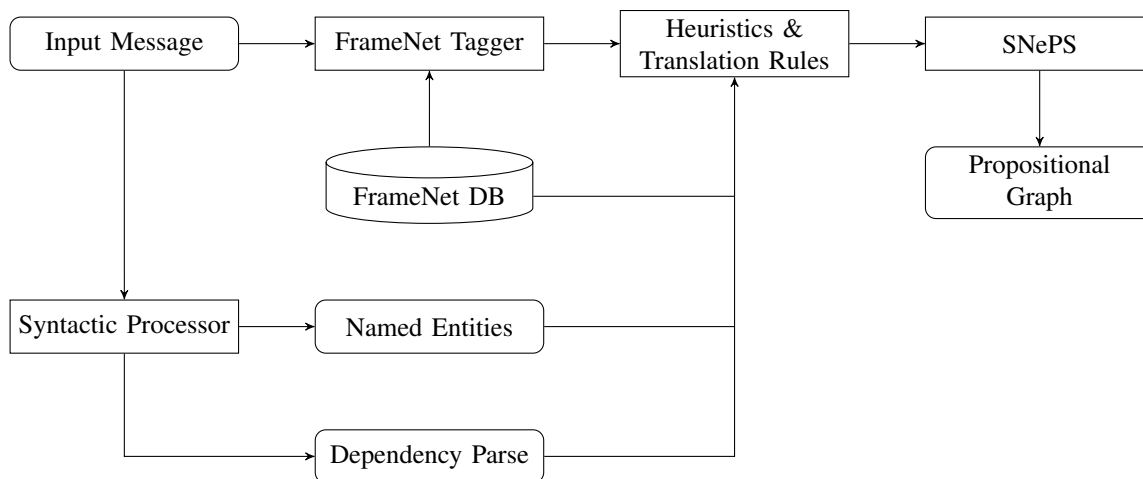 Input Message
FrameNet Tagger
Heuristics &
Translation Rules
SNePS
FrameNet DB
Propositional
Graph
Syntactic Processor
Named Entities
Dependency Parse